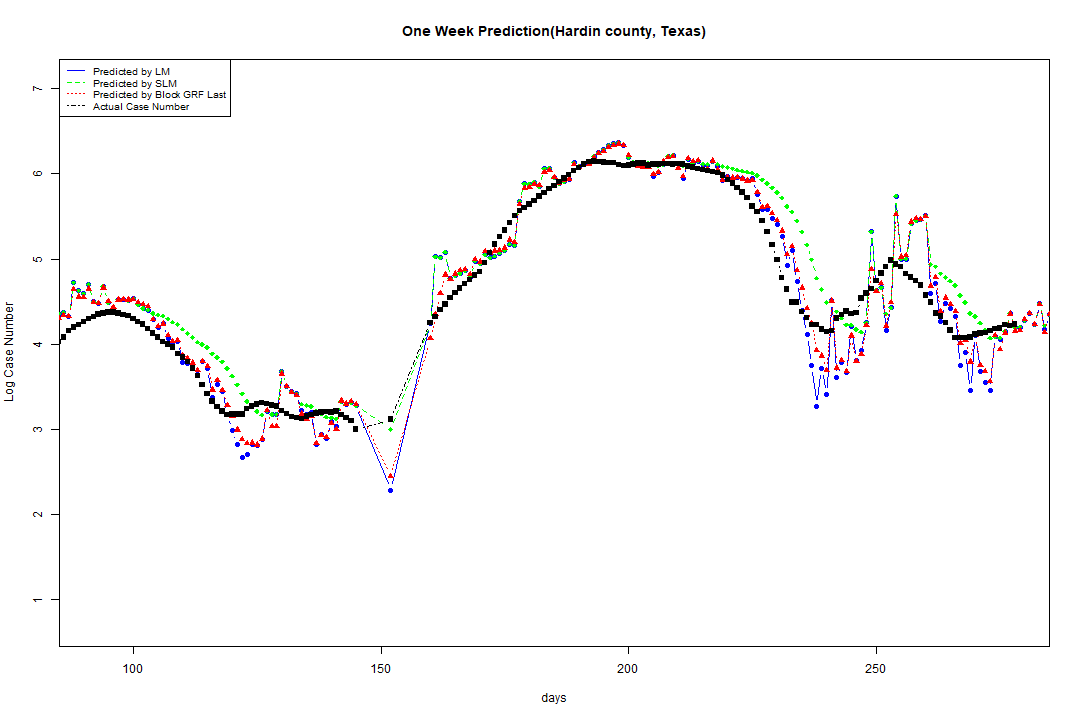 One Week Prediction(Hardin county, Texas)
Predicted by LM
Predicted by SLM
Predicted by Block GRF Last
Actual Case Number
7
6
5
4
3
2
1
Log Case Number
100 150 200 250
days